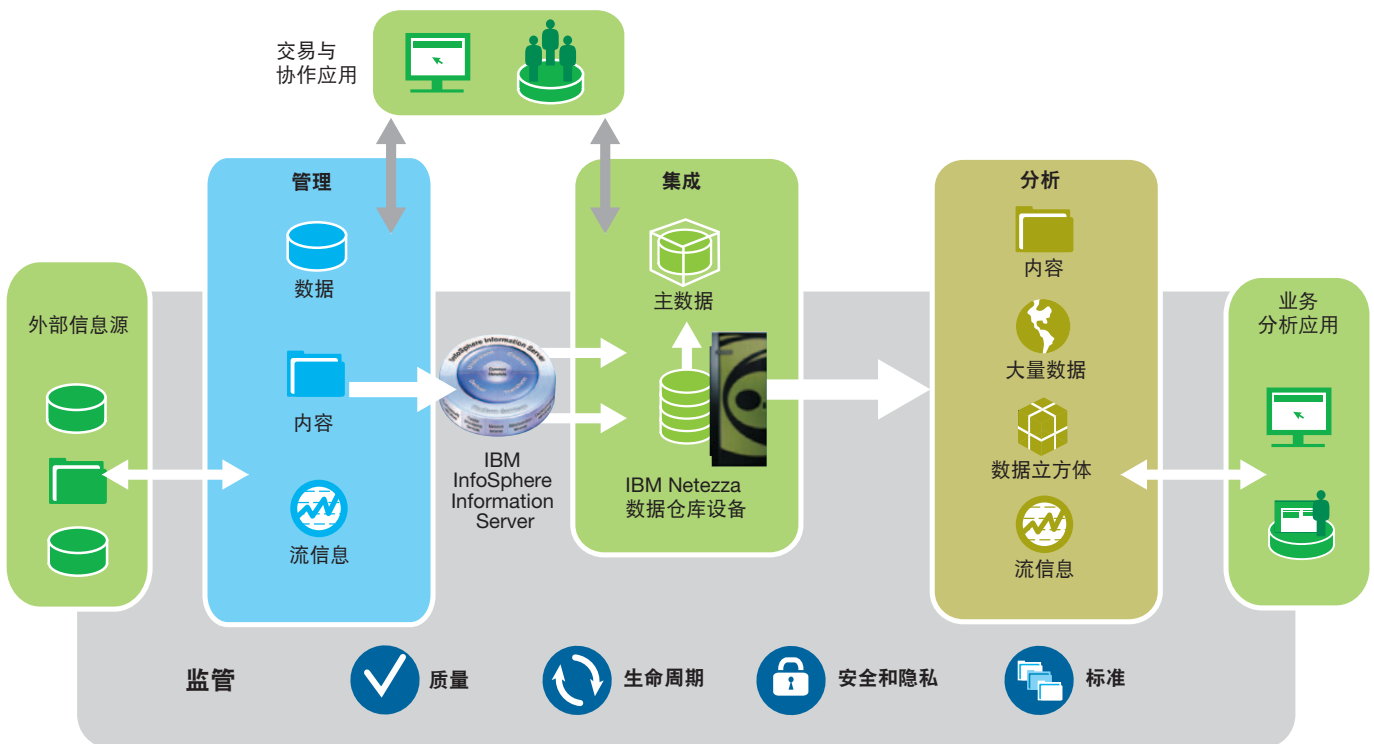 交易与
协作应用
管理
数据
内容
流信息
外部信息源
InfoSphere Information Server
IBM
InfoSphere
Information
Server
集成
主数据
IBM Netezza
数据仓库设备
分析
内容
大量数据
数据立方体
流信息
业务
分析应用
监管
质量
生命周期
安全和隐私
标准